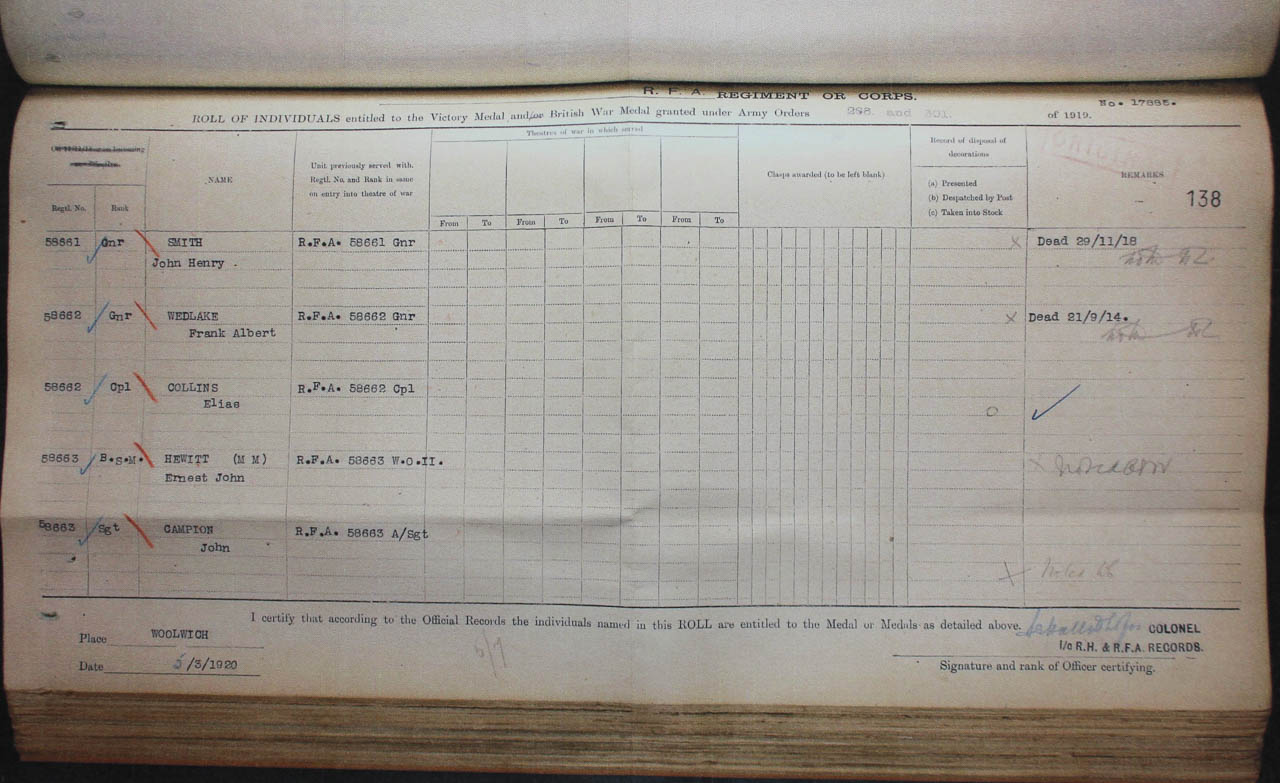 R. F. A. REGIMENT OR CORPS.
No. 17885.
ROLL OF INDIVIDUALS entitled to the Victory Medal and/or British War Medal granted under Army Orders 298. and 301. of 1919.
Theatres of war in which served
Regtl. No. Rank
NAME
Unit previously served with.
Regtl. No. and Rank in same
on entry into theatre of war
From To From To From To From To
Clasps awarded (to be left blank)
Record of disposal of
decorations
(a) Presented
(b) Despatched by Post
(c) Taken into Stock
ORIGINAL
REMARKS
138
58661 Gnr SMITH R.F.A. 58661 Gnr X Dead 29/11/18
John Henry .
58662 Gnr WEDLAKE R.F.A. 58662 Gnr X Dead 21/9/14.
Frank Albert
58662 Cpl COLLINS R.F.A. 58662 Cpl
Elias O
58663 B.S.M. HEWITT (M M) R.F.A. 58663 W.O.II. X Noted
Ernest John
58663 Sgt CAMPION R.F.A. 58663 A/Sgt
John
X Noted
I certify that according to the Official Records the individuals named in this ROLL are entitled to the Medal or Medals as detailed above.
COLONEL
I/c R.H. & R.F.A. RECORDS.
Signature and rank of Officer certifying.
Place WOOLWICH
Date 5/3/1920
6/7